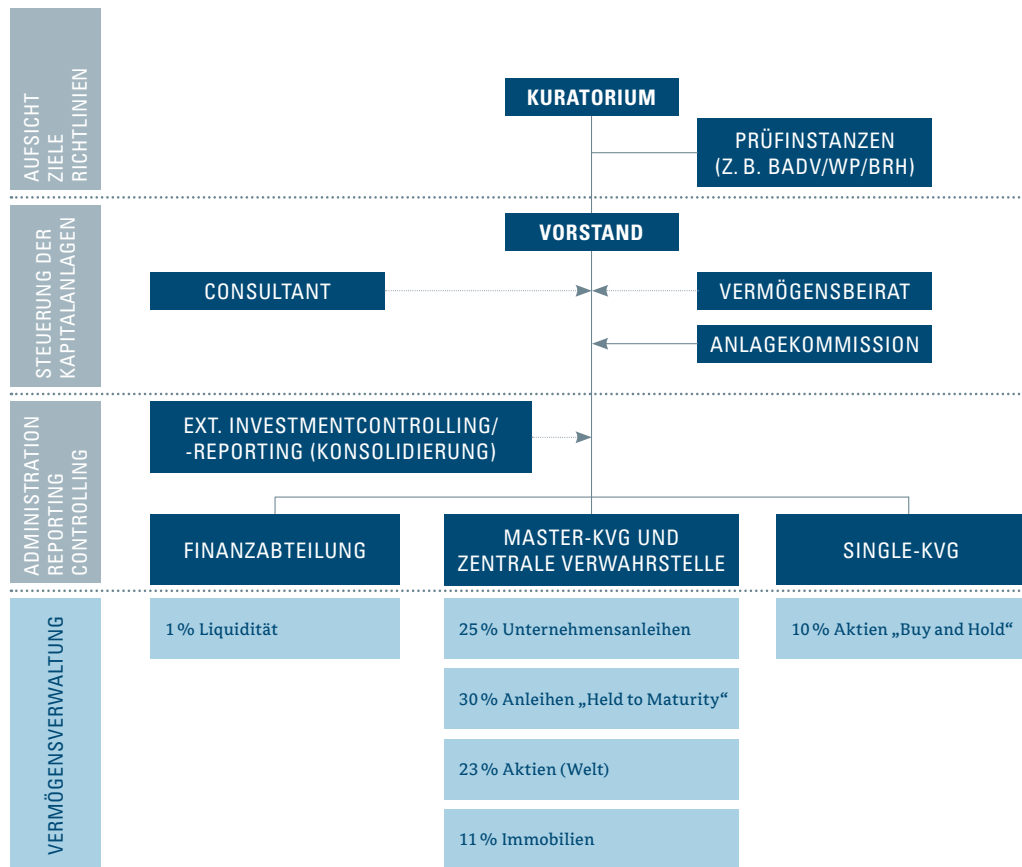 AUFSICHT
ZIELE
RICHTLINIEN
KURATORIUM
PRÜFINSTANZEN
(Z. B. BADV/WP/BRH)
STEUERUNG DER
KAPITALANLAGEN
VORSTAND
CONSULTANT
VERMÖGENSBEIRAT
ANLAGEKOMMISSION
ADMINISTRATION
REPORTING
CONTROLLING
EXT. INVESTMENTCONTROLLING/
-REPORTING (KONSOLIDIERUNG)
FINANZABTEILUNG
MASTER-KVG UND
ZENTRALE VERWAHRSTELLE
SINGLE-KVG
VERMÖGENSVERWALTUNG
1 % Liquidität
25 % Unternehmensanleihen
10 % Aktien „Buy and Hold“
30 % Anleihen „Held to Maturity“
23 % Aktien (Welt)
11 % Immobilien